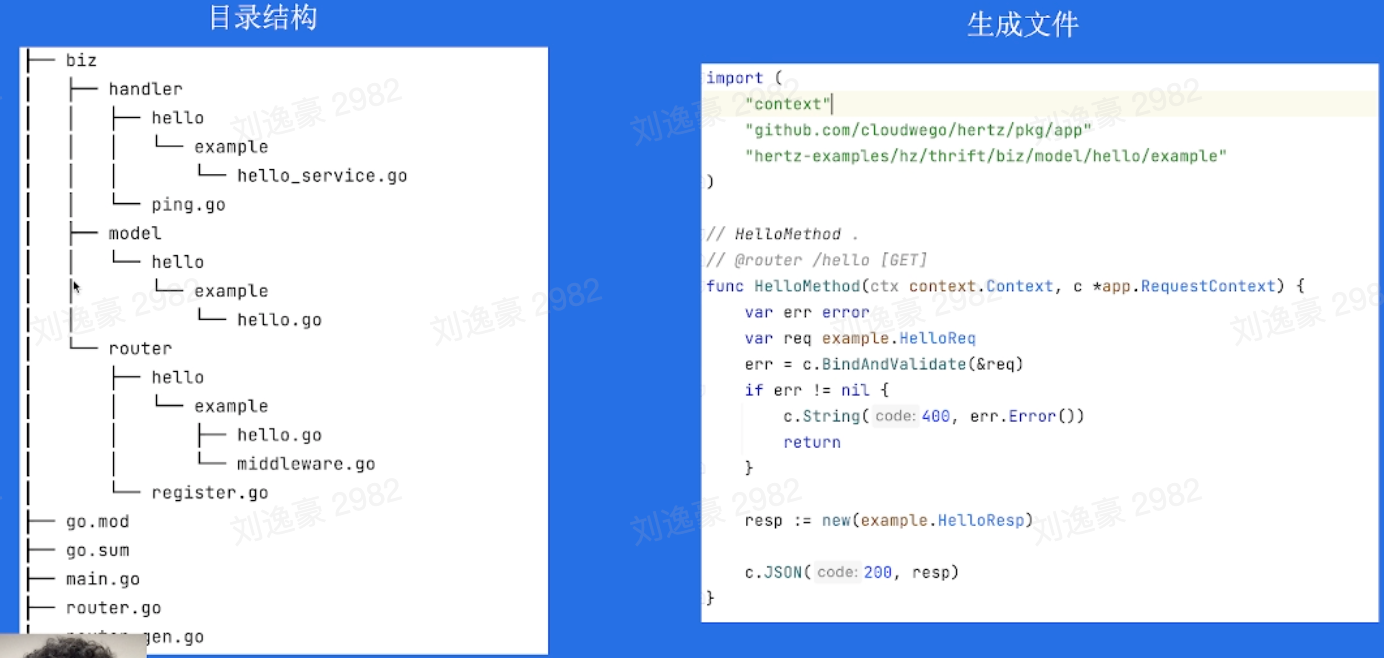 目录结构
├── biz
│   ├── handler
│   │   ├── hello
│   │   │   └── example
│   │   │       └── hello_service.go
│   │   └── ping.go
│   ├── model
│   │   └── hello
│   │       └── example
│   │           └── hello.go
│   └── router
│       ├── hello
│       │   └── example
│       │       ├── hello.go
│       │       └── middleware.go
│       └── register.go
├── go.mod
├── go.sum
├── main.go
├── router.go
router_gen.go
生成文件
import (
    "context"
    "github.com/cloudwego/hertz/pkg/app"
    "hertz-examples/hz/thrift/biz/model/hello/example"
)
// HelloMethod .
// @router /hello [GET]
func HelloMethod(ctx context.Context, c *app.RequestContext) {
    var err error
    var req example.HelloReq
    err = c.BindAndValidate(&req)
    if err != nil {
        c.String( code: 400, err.Error())
        return
    }
    resp := new(example.HelloResp)
    c.JSON( code: 200, resp)
}
刘逸豪 2982
刘逸豪 2982
刘逸豪 2982
刘逸豪 2982
刘逸豪 2982
刘逸豪 2982
刘逸豪 298
刘逸豪 2982
刘逸豪 2982
刘逸豪 2982